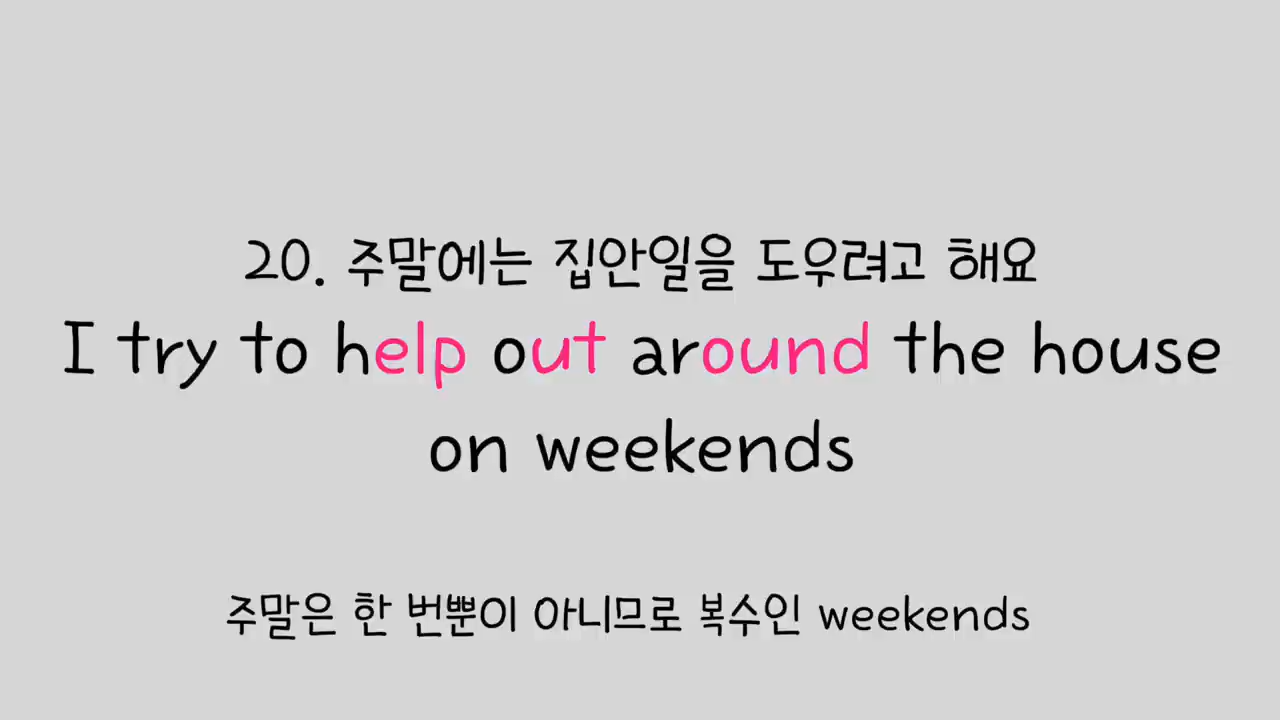 20. 주말에는 집안일을 도우려고 해요
I try to help out around the house
on weekends
주말은 한 번뿐이 아니므로 복수인 weekends